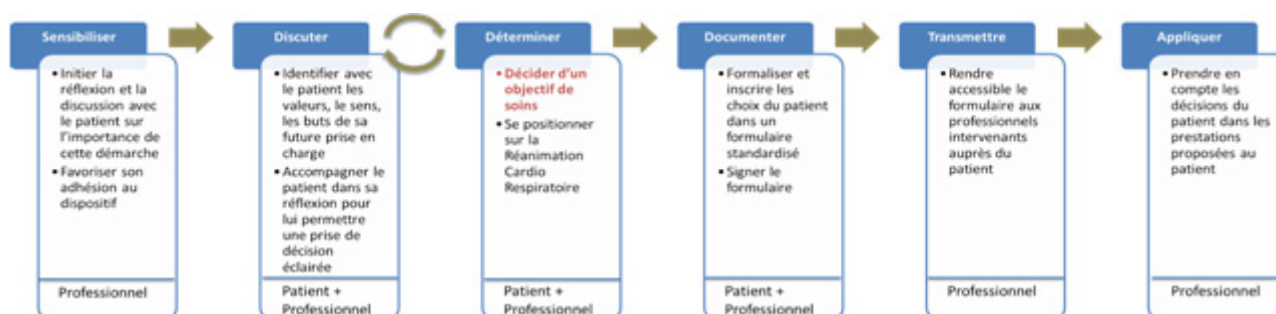 Sensibiliser
▪ Initier la
réflexion et la
discussion avec
le patient sur
l'importance de
cette démarche
▪ Favoriser son
adhésion au
dispositif
Professionnel
Discuter
▪ Identifier avec
le patient les
valeurs, le sens,
les buts de sa
future prise en
charge
▪ Accompagner le
patient dans sa
réflexion pour
lui permettre
une prise de
décision
éclairée
Patient +
Professionnel
Déterminer
▪ Décider d'un
objectif de
soins
▪ Se positionner
sur la
Réanimation
Cardio
Respiratoire
Patient +
Professionnel
Documenter
▪ Formaliser et
inscrire les
choix du patient
dans un
formulaire
standardisé
▪ Signer le
formulaire
Patient +
Professionnel
Transmettre
▪ Rendre
accessible le
formulaire aux
professionnels
intervenants
auprès du
patient
Professionnel
Appliquer
▪ Prendre en
compte les
décisions du
patient dans les
prestations
proposées au
patient
Professionnel